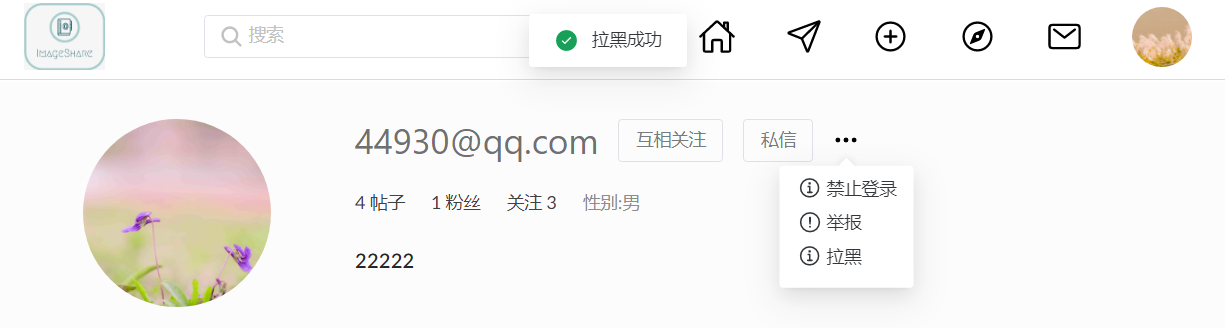 IMAGESHARE
搜索
拉黑成功
44930@qq.com 互相关注 私信
4 帖子 1 粉丝 关注 3 性别:男
22222
禁止登录
举报
拉黑